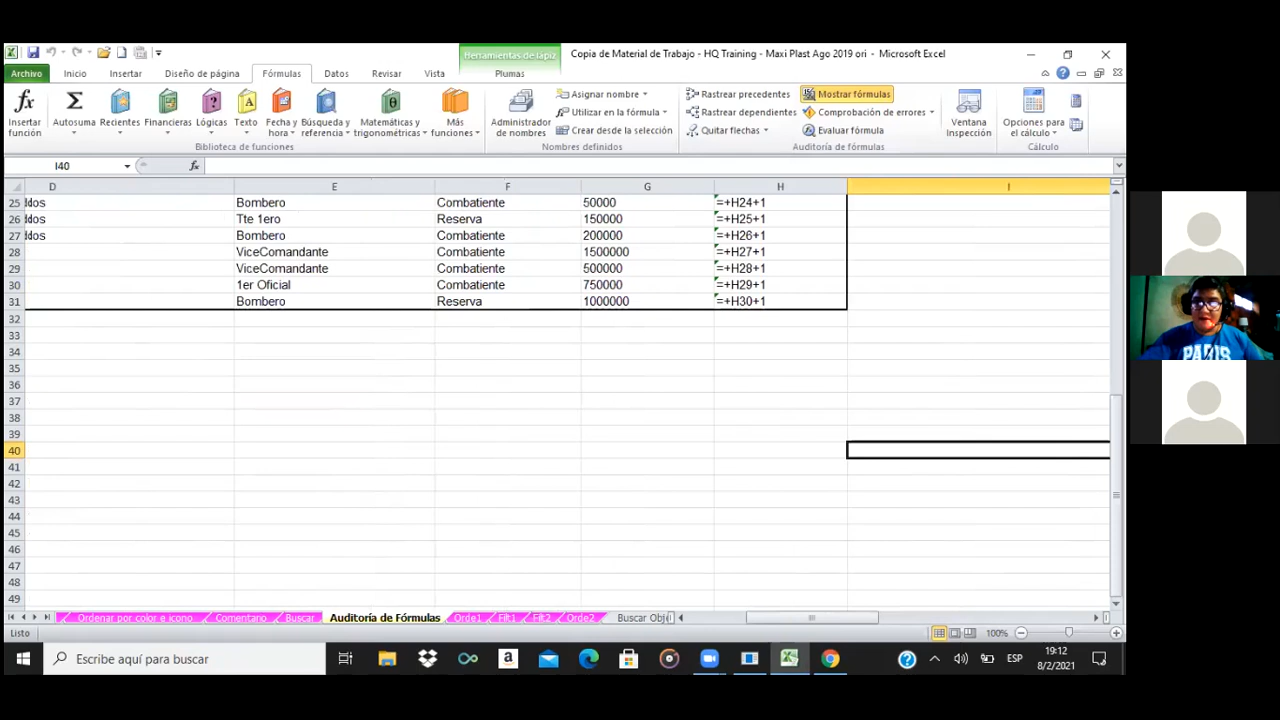 Herramientas de lápiz
Copia de Material de Trabajo - HQ Training - Maxi Plast Ago 2019 ori - Microsoft Excel
Archivo Inicio Insertar Diseño de página Fórmulas Datos Revisar Vista Plumas
Insertar función
Autosuma
Recientes
Financieras
Lógicas
Texto
Fecha y hora
Búsqueda y referencia
Matemáticas y trigonométricas
Más funciones
Biblioteca de funciones
Administrador de nombres
Asignar nombre
Utilizar en la fórmula
Crear desde la selección
Nombres definidos
Rastrear precedentes
Rastrear dependientes
Quitar flechas
Mostrar fórmulas
Comprobación de errores
Evaluar fórmula
Auditoría de fórmulas
Ventana Inspección
Opciones para el cálculo
Cálculo
I40 fx
D E F G H I
25 ddos Bombero Combatiente 50000 =+H24+1
26 ddos Tte 1ero Reserva 150000 =+H25+1
27 ddos Bombero Combatiente 200000 =+H26+1
28 ViceComandante Combatiente 1500000 =+H27+1
29 ViceComandante Combatiente 500000 =+H28+1
30 1er Oficial Combatiente 750000 =+H29+1
31 Bombero Reserva 1000000 =+H30+1
32
33
34
35
36
37
38
39
40
41
42
43
44
45
46
47
48
49
PARIS
Ordenar por color e icono Comentario Buscar Auditoría de Fórmulas Orde1 Filt1 Filt2 Orde2 Buscar Obj
Listo 100%
Escribe aquí para buscar
ESP
19:12
8/2/2021